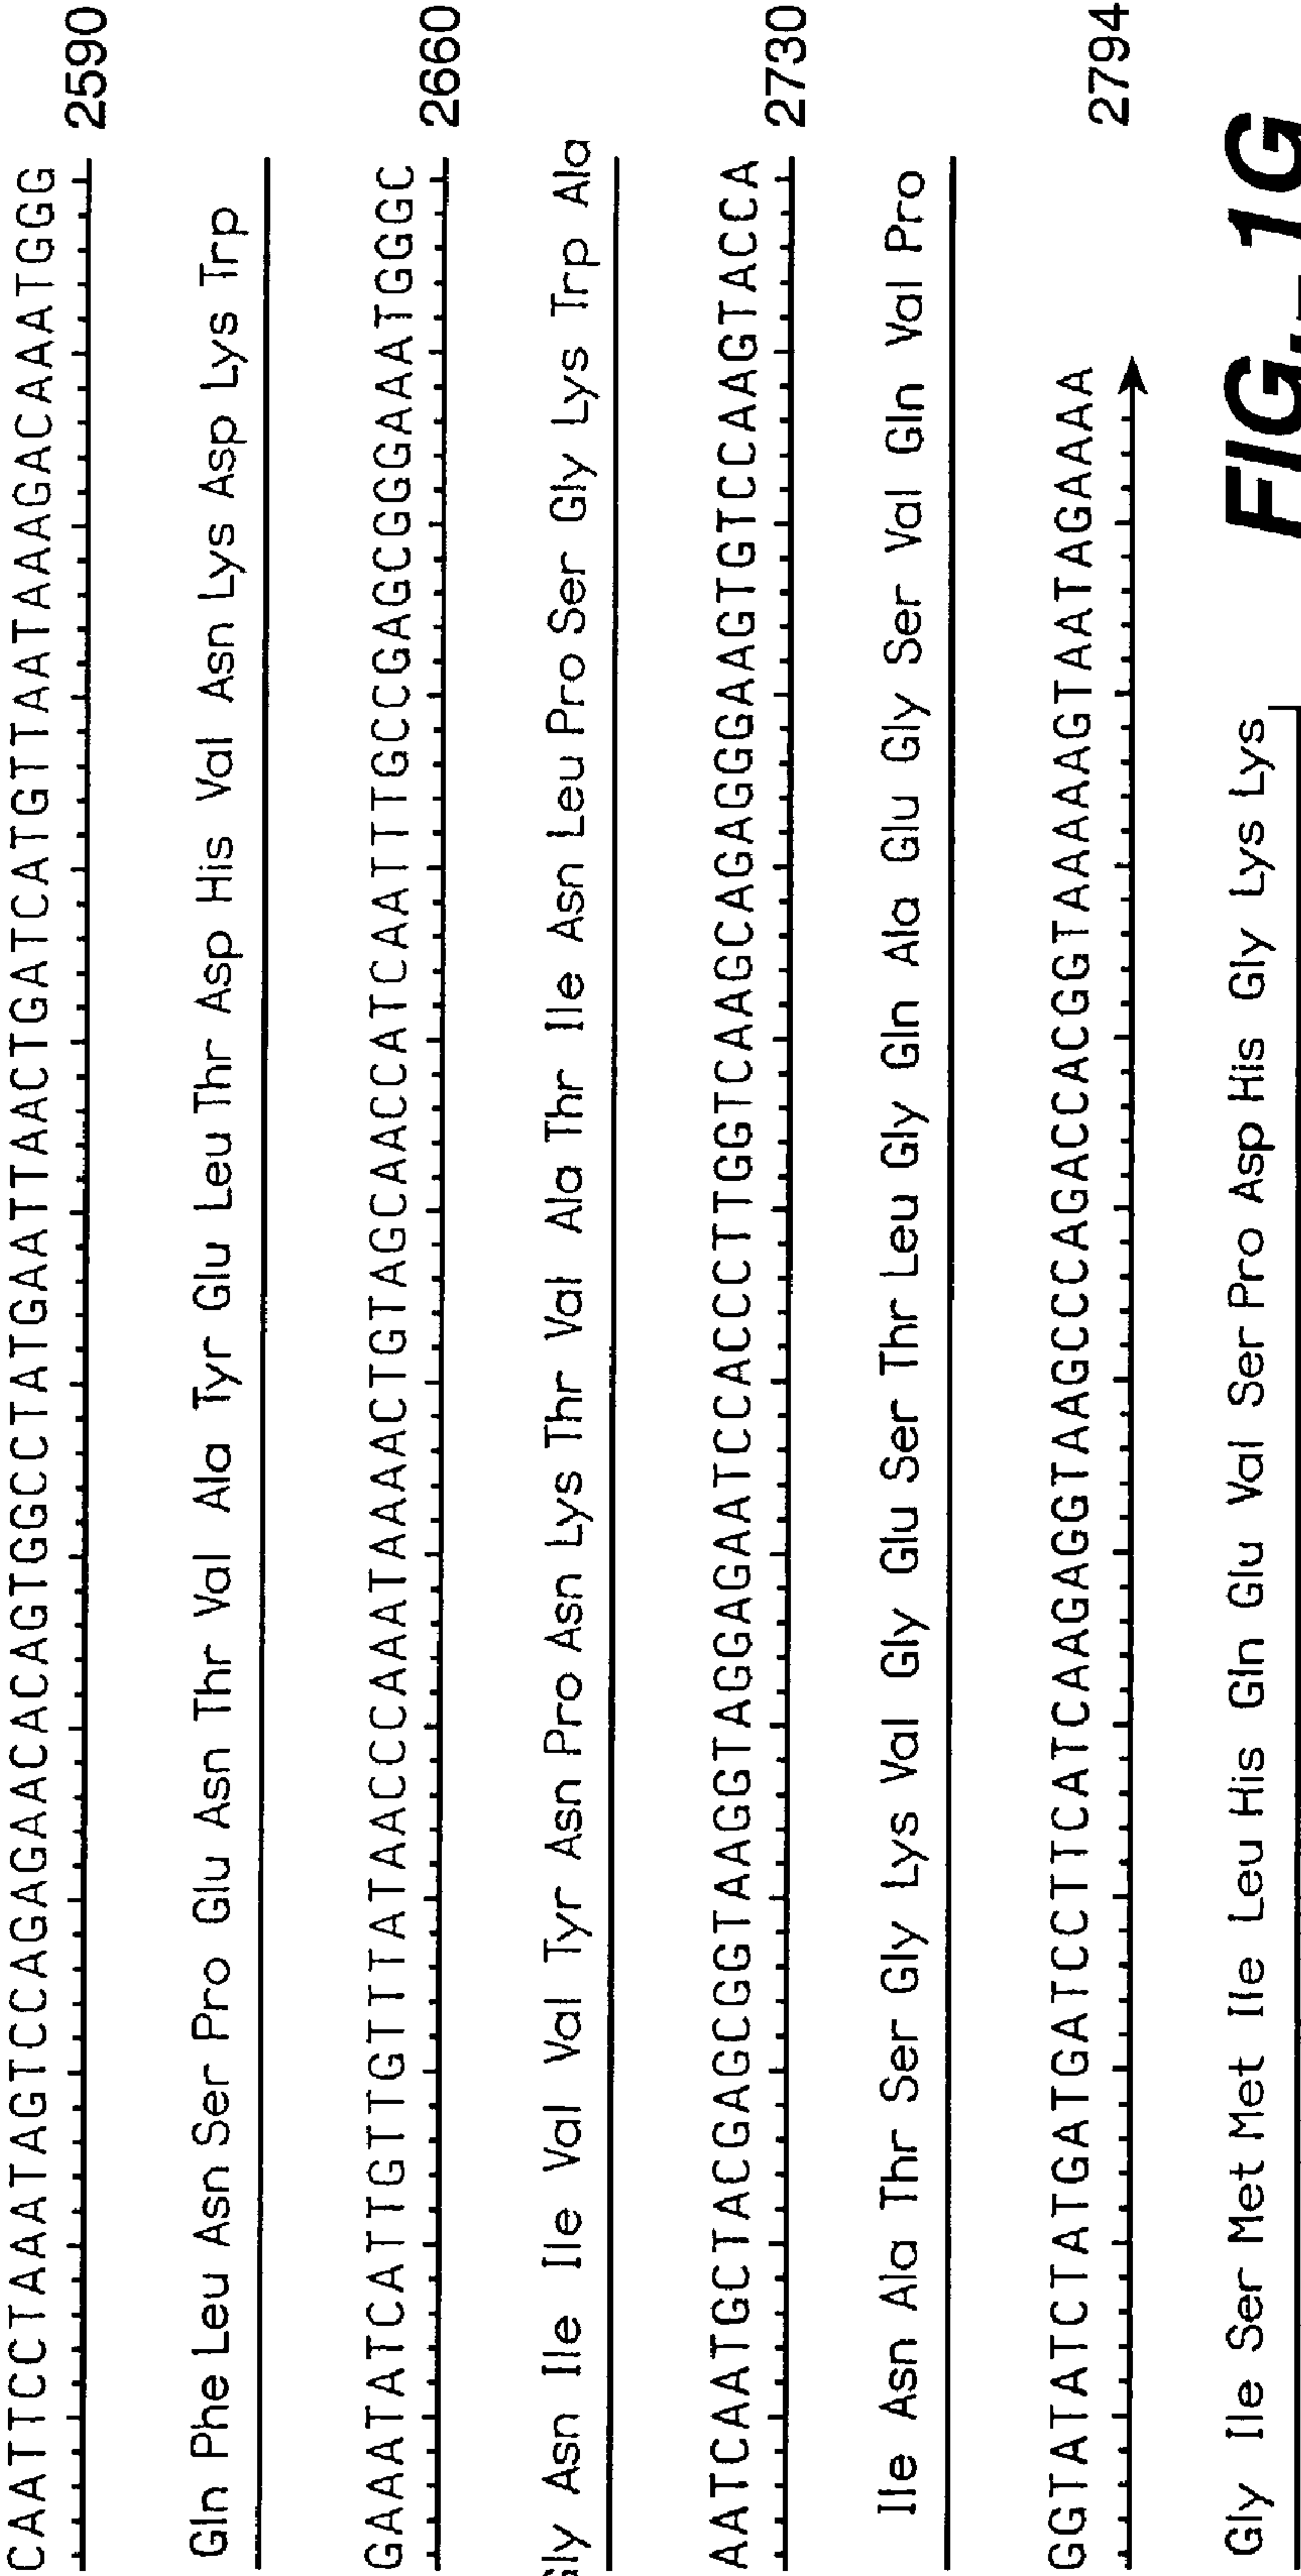 CAATTCCTAAATAGTCCAGAGAACACAGTGGCCTATGAATTAACTGATCATGTTAATAAAGACAAATGGG 2590
Gln Phe Leu Asn Ser Pro Glu Asn Thr Val Ala Tyr Glu Leu Thr Asp His Val Asn Lys Asp Lys Trp
GAAATATCATTGTTGTTTATAACCCAAATAAAACTGTAGCAACCATCAATTTGCCGAGCGGGAAATGGGC 2660
Gly Asn Ile Ile Val Val Tyr Asn Pro Asn Lys Thr Val Ala Thr Ile Asn Leu Pro Ser Gly Lys Trp Ala
AATCAATGCTACGAGCGGTAAGGTAGGAGAATCCACCCTTGGTCAAGCAGAGGGAAGTGTCCAAGTACCA 2730
Ile Asn Ala Thr Ser Gly Lys Val Gly Glu Ser Thr Leu Gly Gln Ala Glu Gly Ser Val Gln Val Pro
GGTATATCTATGATGATCCTTCATCAAGAGGTAAGCCCAGACCACGGTAAAAAGTAATAGAAAA 2794
Gly Ile Ser Met Met Ile Leu His Gln Glu Val Ser Pro Asp His Gly Lys Lys
FIG._1G